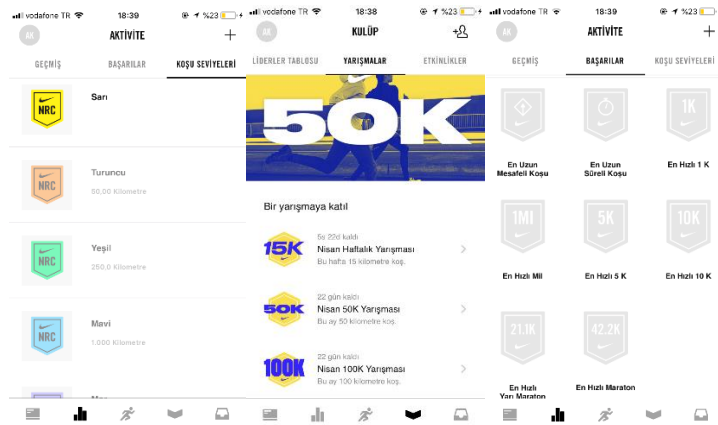 vodafone TR 18:39 %23
AK
AKTİVİTE
GEÇMİŞ BAŞARILAR KOŞU SEVİYELERİ
NRC
Sarı
NRC
Turuncu
50,00 Kilometre
NRC
Yeşil
250,0 Kilometre
NRC
Mavi
1.000 Kilometre
vodafone TR 18:38 %23
AK
KULÜP
LİDERLER TABLOSU YARIŞMALAR ETKİNLİKLER
50K
Bir yarışmaya katıl
15K
5s 22d kaldı
Nisan Haftalık Yarışması
Bu hafta 15 kilometre koş.
50K
22 gün kaldı
Nisan 50K Yarışması
Bu ay 50 kilometre koş.
100K
22 gün kaldı
Nisan 100K Yarışması
Bu ay 100 kilometre koş.
vodafone TR 18:39 %23
AK
AKTİVİTE
GEÇMİŞ BAŞARILAR KOŞU SEVİYELERİ
En Uzun
Mesafeli Koşu
En Uzun
Süreli Koşu
1K
En Hızlı 1 K
1MI
En Hızlı Mil
5K
En Hızlı 5 K
10K
En Hızlı 10 K
21.1K
En Hızlı
Yarı Maraton
42.2K
En Hızlı Maraton